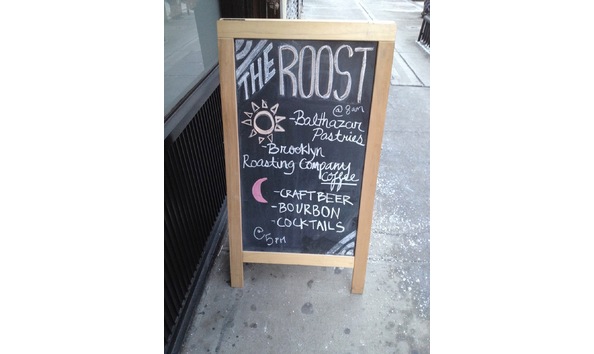 THE ROOST
@ 8am
-Balthazar
Pastries
-Brooklyn
Roasting Company
Coffee
-CRAFT BEER
-BOURBON
-COCKTAILS
@ 5PM